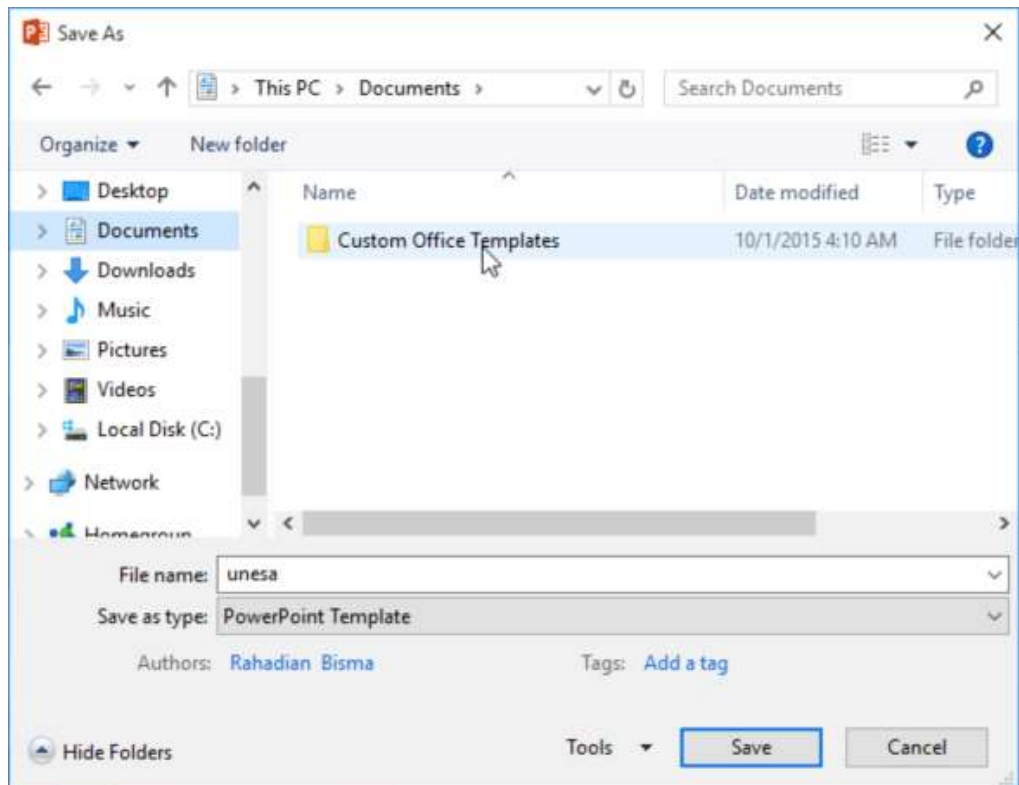 Save As
This PC > Documents >
Search Documents
Organize
New folder
Desktop
Documents
Downloads
Music
Pictures
Videos
Local Disk (C:)
Network
Homegroup
Name Date modified Type
Custom Office Templates 10/1/2015 4:10 AM File folder
File name: unesa
Save as type: PowerPoint Template
Authors: Rahadian Bisma Tags: Add a tag
Hide Folders Tools Save Cancel